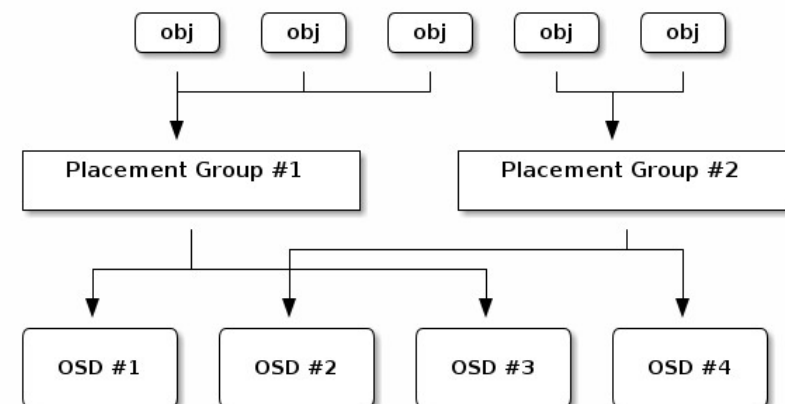 obj obj obj obj obj
Placement Group #1 Placement Group #2
OSD #1 OSD #2 OSD #3 OSD #4